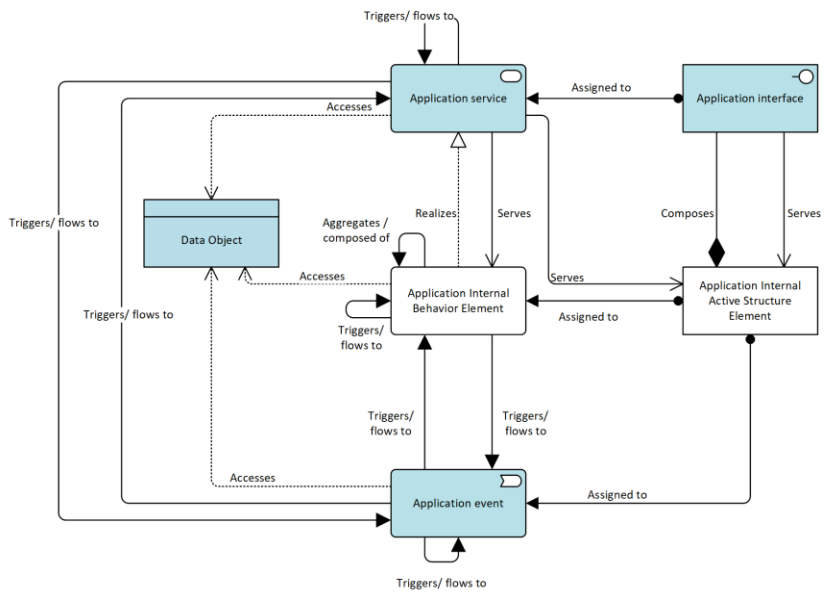 Triggers/ flows to
Application service
Assigned to
Application interface
Accesses
Triggers/ flows to
Data Object
Realizes
Serves
Composes
Serves
Aggregates /
composed of
Accesses
Application Internal
Behavior Element
Serves
Application Internal
Active Structure
Element
Triggers/ flows to
Triggers/
flows to
Assigned to
Triggers/
flows to
Triggers/
flows to
Accesses
Application event
Assigned to
Triggers/ flows to